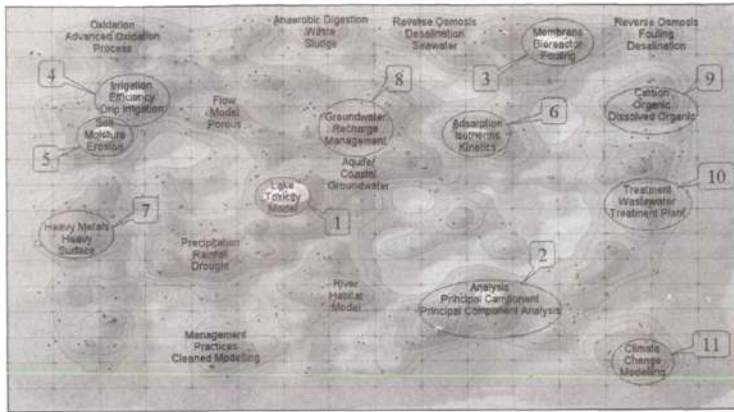 Oxidation
Advanced Oxidation
Process
Anaerobic Digestion
Waste
Sludge
Reverse Osmosis
Desalination
Seawater
Membrane
Bioreactor
Fouling
3
Reverse Osmosis
Fouling
Desalination
4
Irrigation
Efficiency
Drip Irrigation
Flow
Model
Porous
8
Groundwater
Recharge
Management
6
Adsorption
Isotherms
Kinetics
9
Carbon
Organic
Dissolved Organic
5
Soil
Moisture
Erosion
Aquifer
Coastal
Groundwater
Lake
Toxicity
Model
1
10
Treatment
Wastewater
Treatment Plant
7
Heavy Metals
Heavy
Surface
Precipitation
Rainfall
Drought
2
Analysis
Principal Component
Principal Component Analysis
River
Habitat
Model
Management
Practices
Cleaned Modelling
11
Climate
Change
Modelling